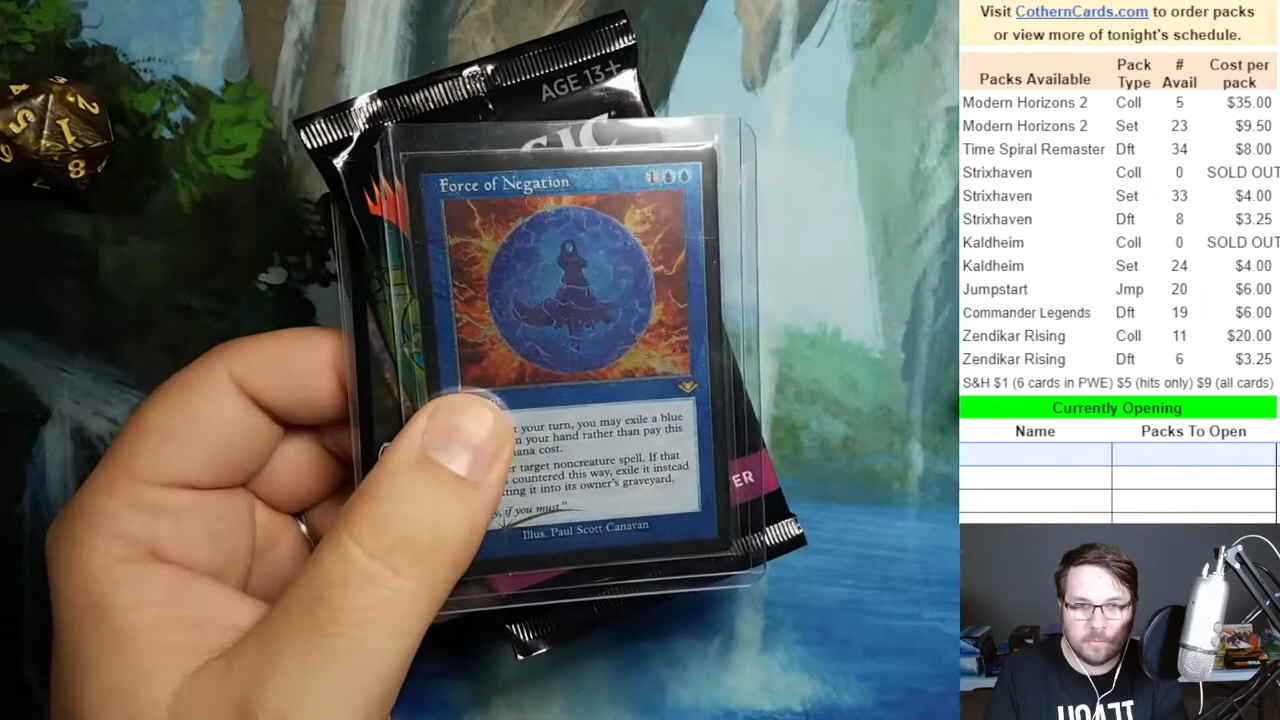 AGE 13+
Force of Negation
1
your turn, you may exile a blue
your hand rather than pay this
cost.
target noncreature spell. If that
countered this way, exile it instead
it into its owner's graveyard.
if you must."
Illus. Paul Scott Canavan
Visit CothernCards.com to order packs
or view more of tonight's schedule.
Packs Available Pack Type # Avail Cost per pack
Modern Horizons 2 Coll 5 $35.00
Modern Horizons 2 Set 23 $9.50
Time Spiral Remaster Dft 34 $8.00
Strixhaven Coll 0 SOLD OUT
Strixhaven Set 33 $4.00
Strixhaven Dft 8 $3.25
Kaldheim Coll 0 SOLD OUT
Kaldheim Set 24 $4.00
Jumpstart Jmp 20 $6.00
Commander Legends Dft 19 $6.00
Zendikar Rising Coll 11 $20.00
Zendikar Rising Dft 6 $3.25
S&H $1 (6 cards in PWE) $5 (hits only) $9 (all cards)
Currently Opening
Name Packs To Open